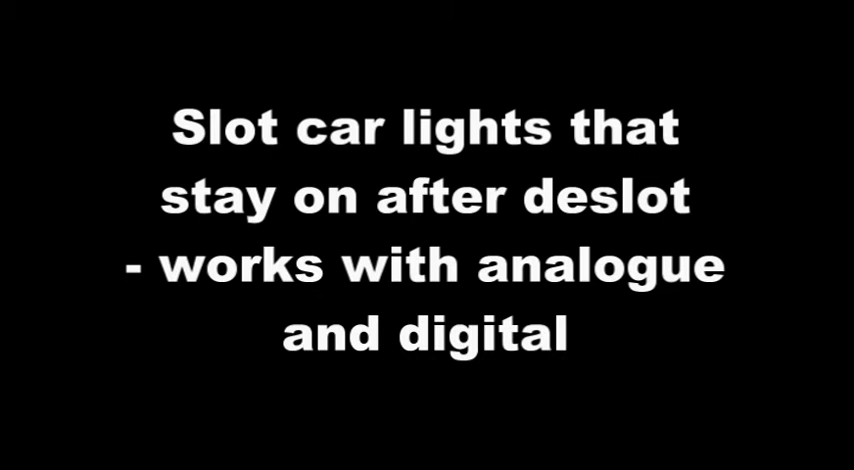 Slot car lights that
stay on after deslot
- works with analogue
and digital